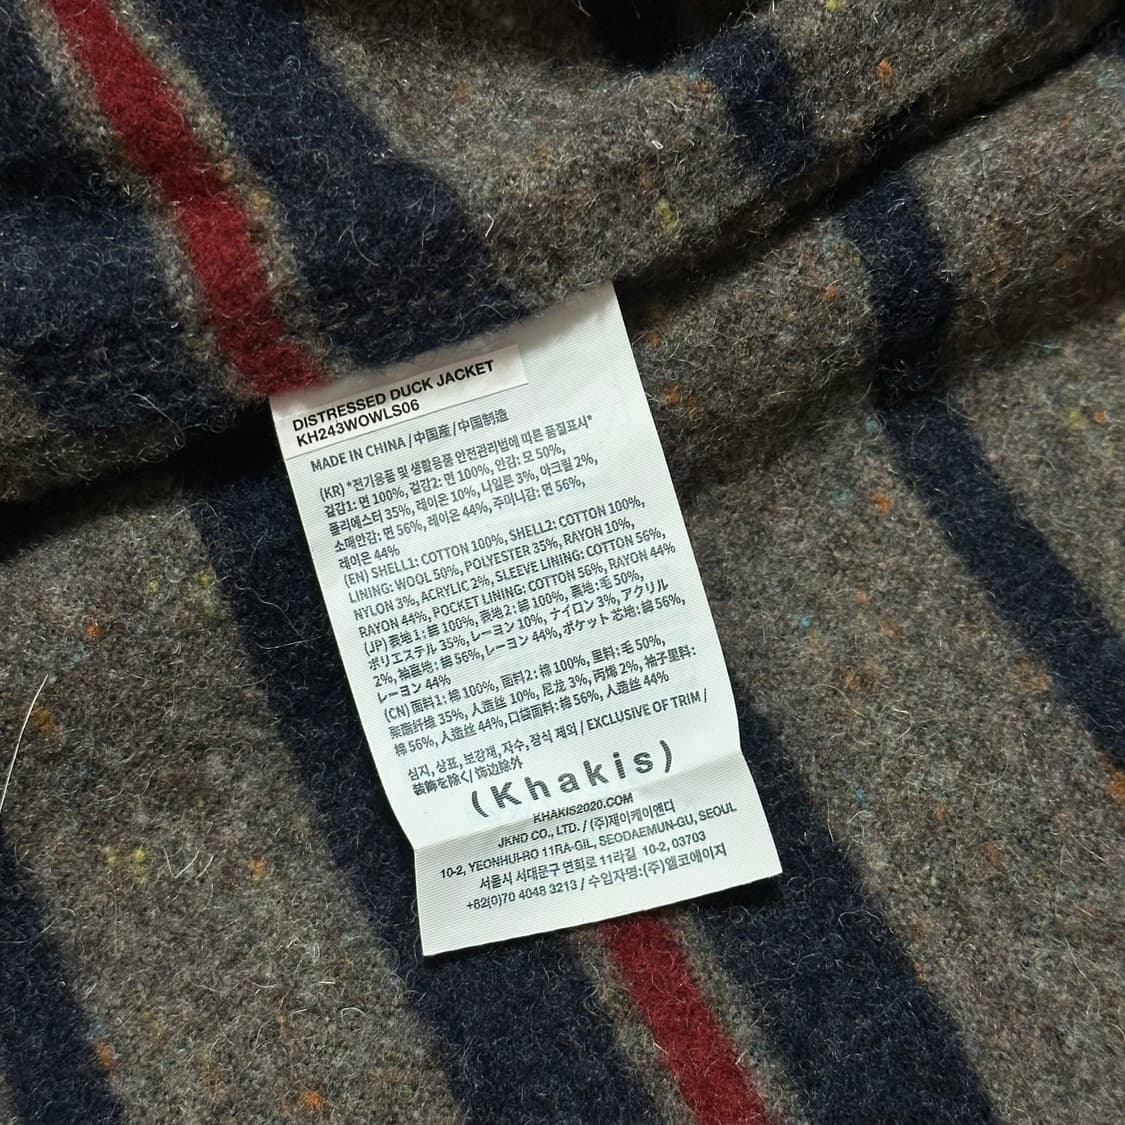 DISTRESSED DUCK JACKET
KH243WOWLS06
MADE IN CHINA / 中国産 / 中国制造
(KR) *전기용품 및 생활용품 안전관리법에 따른 품질표시*
겉감1: 면 100%, 겉감2: 면 100%, 안감: 모 50%,
폴리에스터 35%, 레이온 10%, 나일론 3%, 아크릴 2%,
소매안감: 면 56%, 레이온 44%, 주머니감: 면 56%,
레이온 44%
(EN) SHELL1: COTTON 100%, SHELL2: COTTON 100%,
LINING: WOOL 50%, POLYESTER 35%, RAYON 10%,
NYLON 3%, ACRYLIC 2%, SLEEVE LINING: COTTON 56%,
RAYON 44%, POCKET LINING: COTTON 56%, RAYON 44%
(JP) 表地1: 綿 100%, 表地2: 綿 100%, 裏地: 毛 50%,
ポリエステル 35%, レーヨン 10%, ナイロン 3%, アクリル
2%, 袖裏地: 綿 56%, レーヨン 44%, ポケット 芯地: 綿 56%,
レーヨン 44%
(CN) 面料1: 綿 100%, 面料2: 棉 100%, 里料: 毛 50%,
聚酯纤维 35%, 人造丝 10%, 尼龙 3%, 丙烯 2%, 袖子里料:
棉 56%, 人造丝 44%, 口袋面料: 棉 56%, 人造丝 44%
심지, 상표, 보강재, 자수, 장식 제외 / EXCLUSIVE OF TRIM /
装飾を除く / 饰边除外
(Khakis)
KHAKIS2020.COM
JKND CO., LTD. / (주)제이케이앤디
10-2, YEONHUI-RO 11RA-GIL, SEODAEMUN-GU, SEOUL
서울시 서대문구 연희로 11라길 10-2, 03703
+82(0)70 4048 3213 / 수입자명:(주)엘코에이지